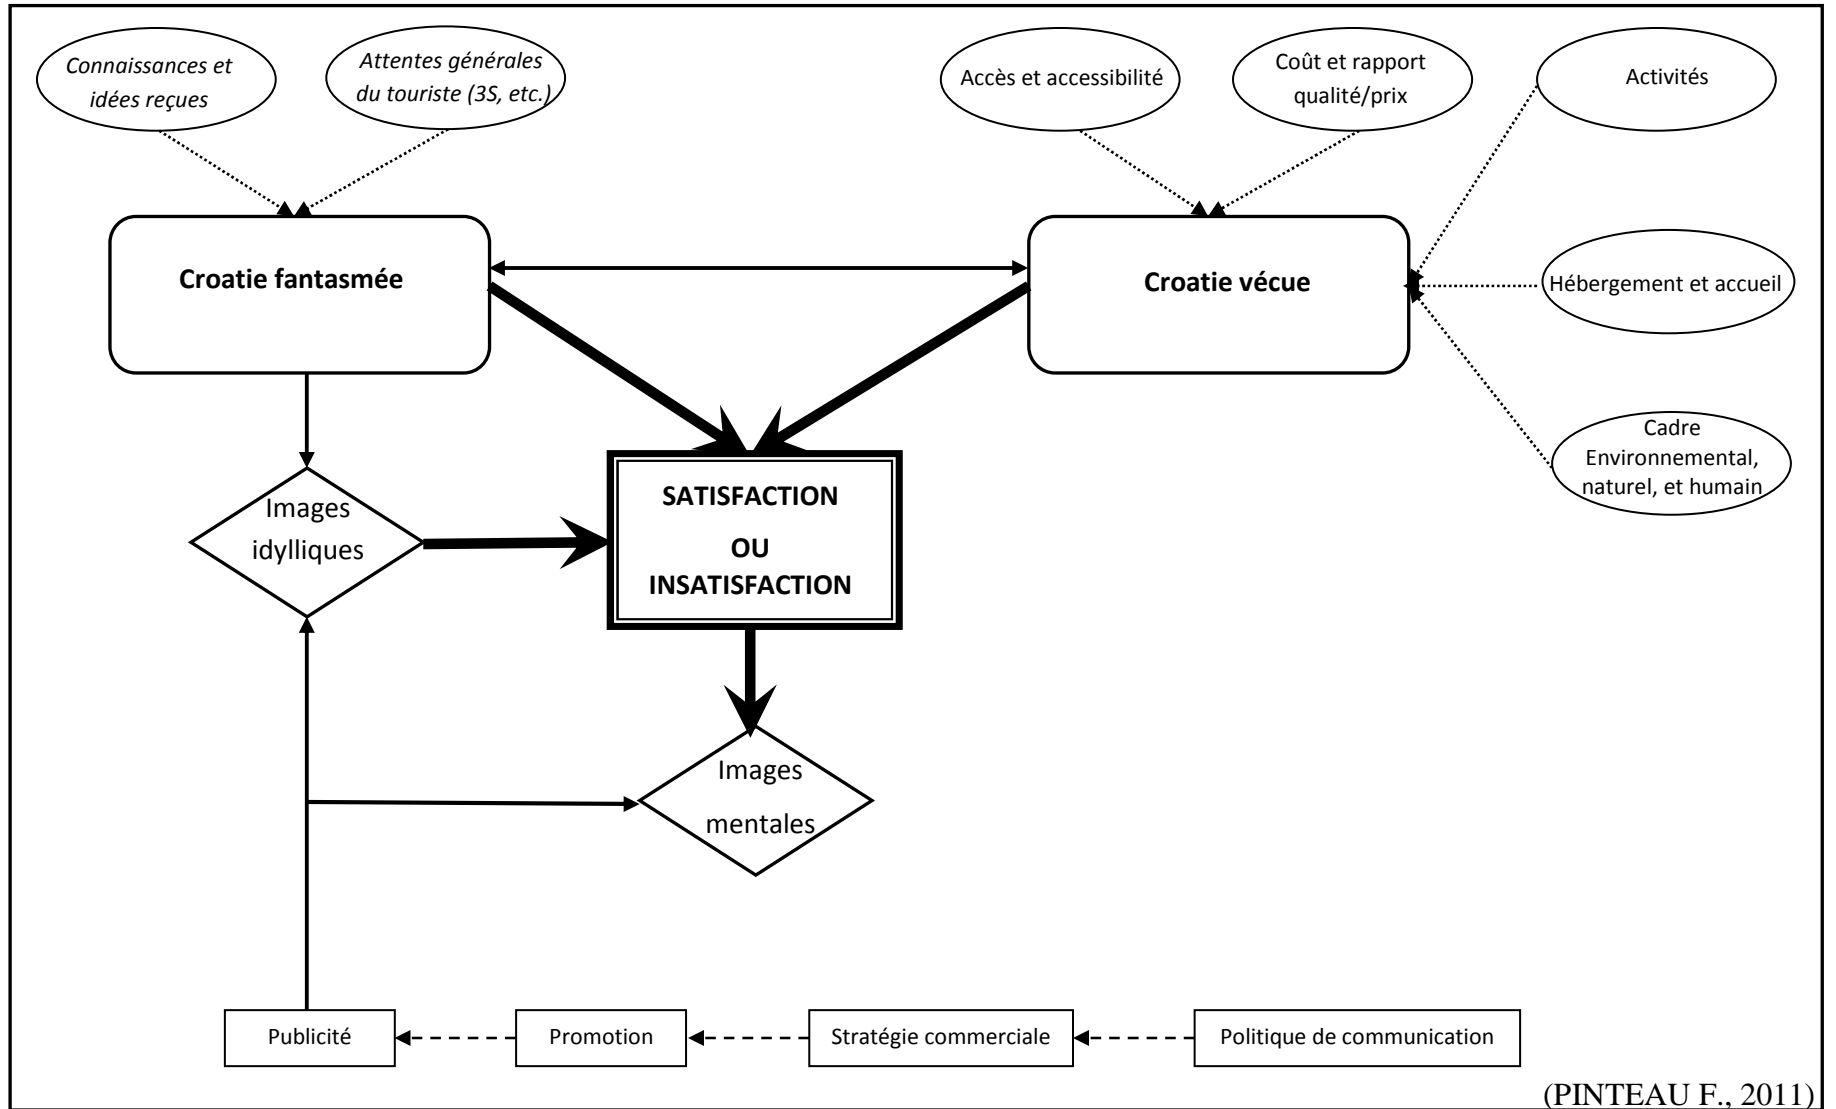 Connaissances et
idées reçues
Attentes générales
du touriste (3S, etc.)
Accès et accessibilité
Coût et rapport
qualité/prix
Activités
Croatie fantasmée
Croatie vécue
Hébergement et accueil
Cadre
Environnemental,
naturel, et humain
Images
idylliques
SATISFACTION
OU
INSATISFACTION
Images
mentales
Publicité
Promotion
Stratégie commerciale
Politique de communication
(PINTEAU F., 2011)